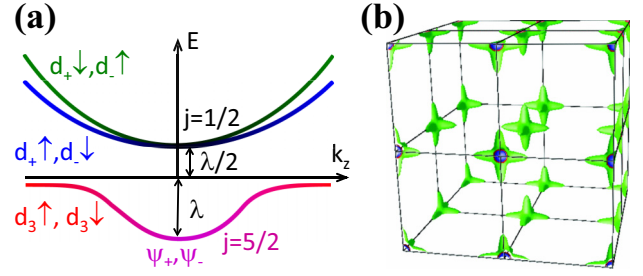 (a)
E
d₊↓,d₋↑
j=1/2
d₊↑,d₋↓
λ/2
k_z
d₃↑, d₃↓
λ
ψ₊,ψ₋
j=5/2
(b)